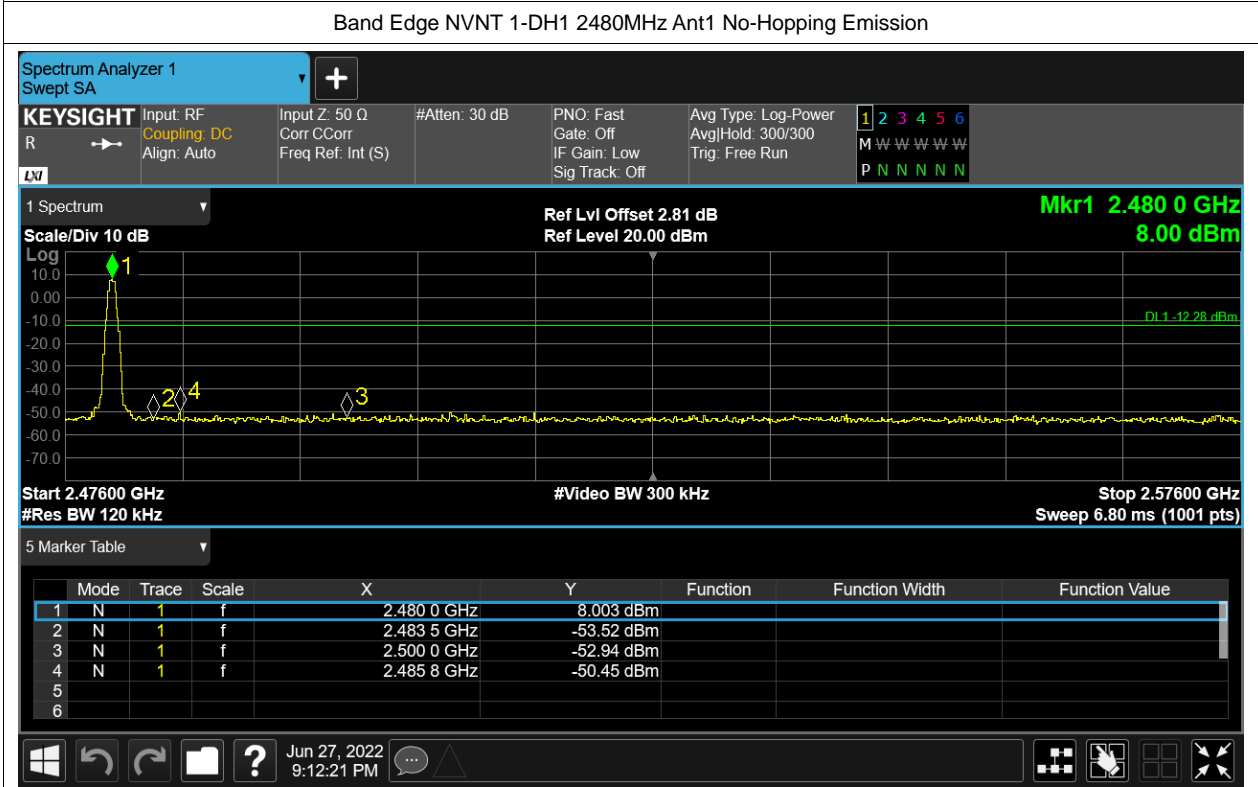 Band Edge NVNT 1-DH1 2480MHz Ant1 No-Hopping Emission
Spectrum Analyzer 1
Swept SA
KEYSIGHT
R
LXI
Input: RF
Coupling: DC
Align: Auto
Input Z: 50 Ω
Corr CCorr
Freq Ref: Int (S)
#Atten: 30 dB
PNO: Fast
Gate: Off
IF Gain: Low
Sig Track: Off
Avg Type: Log-Power
Avg|Hold: 300/300
Trig: Free Run
1 2 3 4 5 6
M W W W W W
P N N N N N
1 Spectrum
Scale/Div 10 dB
Ref Lvl Offset 2.81 dB
Ref Level 20.00 dBm
Mkr1 2.480 0 GHz
8.00 dBm
Log
10.0
0.00
-10.0
-20.0
-30.0
-40.0
-50.0
-60.0
-70.0
1
2
4
3
DL1 -12.28 dBm
Start 2.47600 GHz
#Res BW 120 kHz
#Video BW 300 kHz
Stop 2.57600 GHz
Sweep 6.80 ms (1001 pts)
5 Marker Table
Mode Trace Scale X Y Function Function Width Function Value
1 N 1 f 2.480 0 GHz 8.003 dBm
2 N 1 f 2.483 5 GHz -53.52 dBm
3 N 1 f 2.500 0 GHz -52.94 dBm
4 N 1 f 2.485 8 GHz -50.45 dBm
5
6
?
Jun 27, 2022
9:12:21 PM